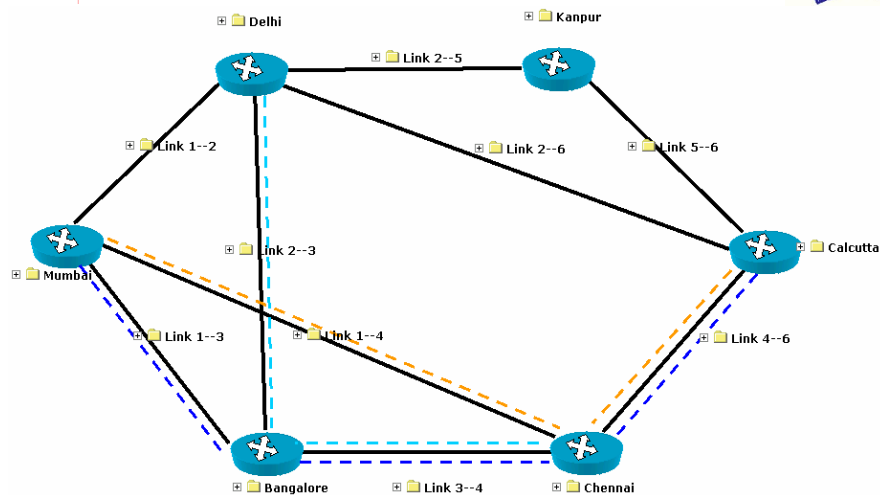 Delhi
Kanpur
Link 2--5
Link 1--2
Link 2--6
Link 5--6
Link 2--3
Calcutta
Mumbai
Link 1--3
Link 1--4
Link 4--6
Bangalore
Link 3--4
Chennai